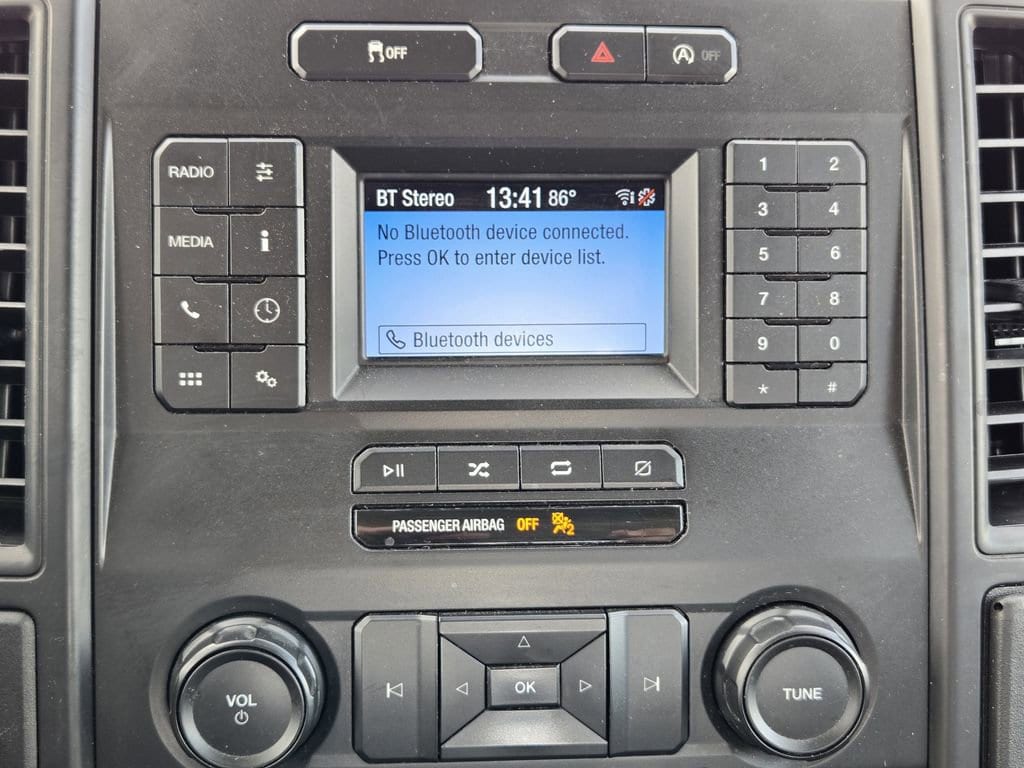 OFF
A OFF
RADIO
MEDIA
BT Stereo 13:41 86°
No Bluetooth device connected.
Press OK to enter device list.
Bluetooth devices
1 2
3 4
5 6
7 8
9 0
* #
PASSENGER AIRBAG OFF 2
VOL
OK
TUNE